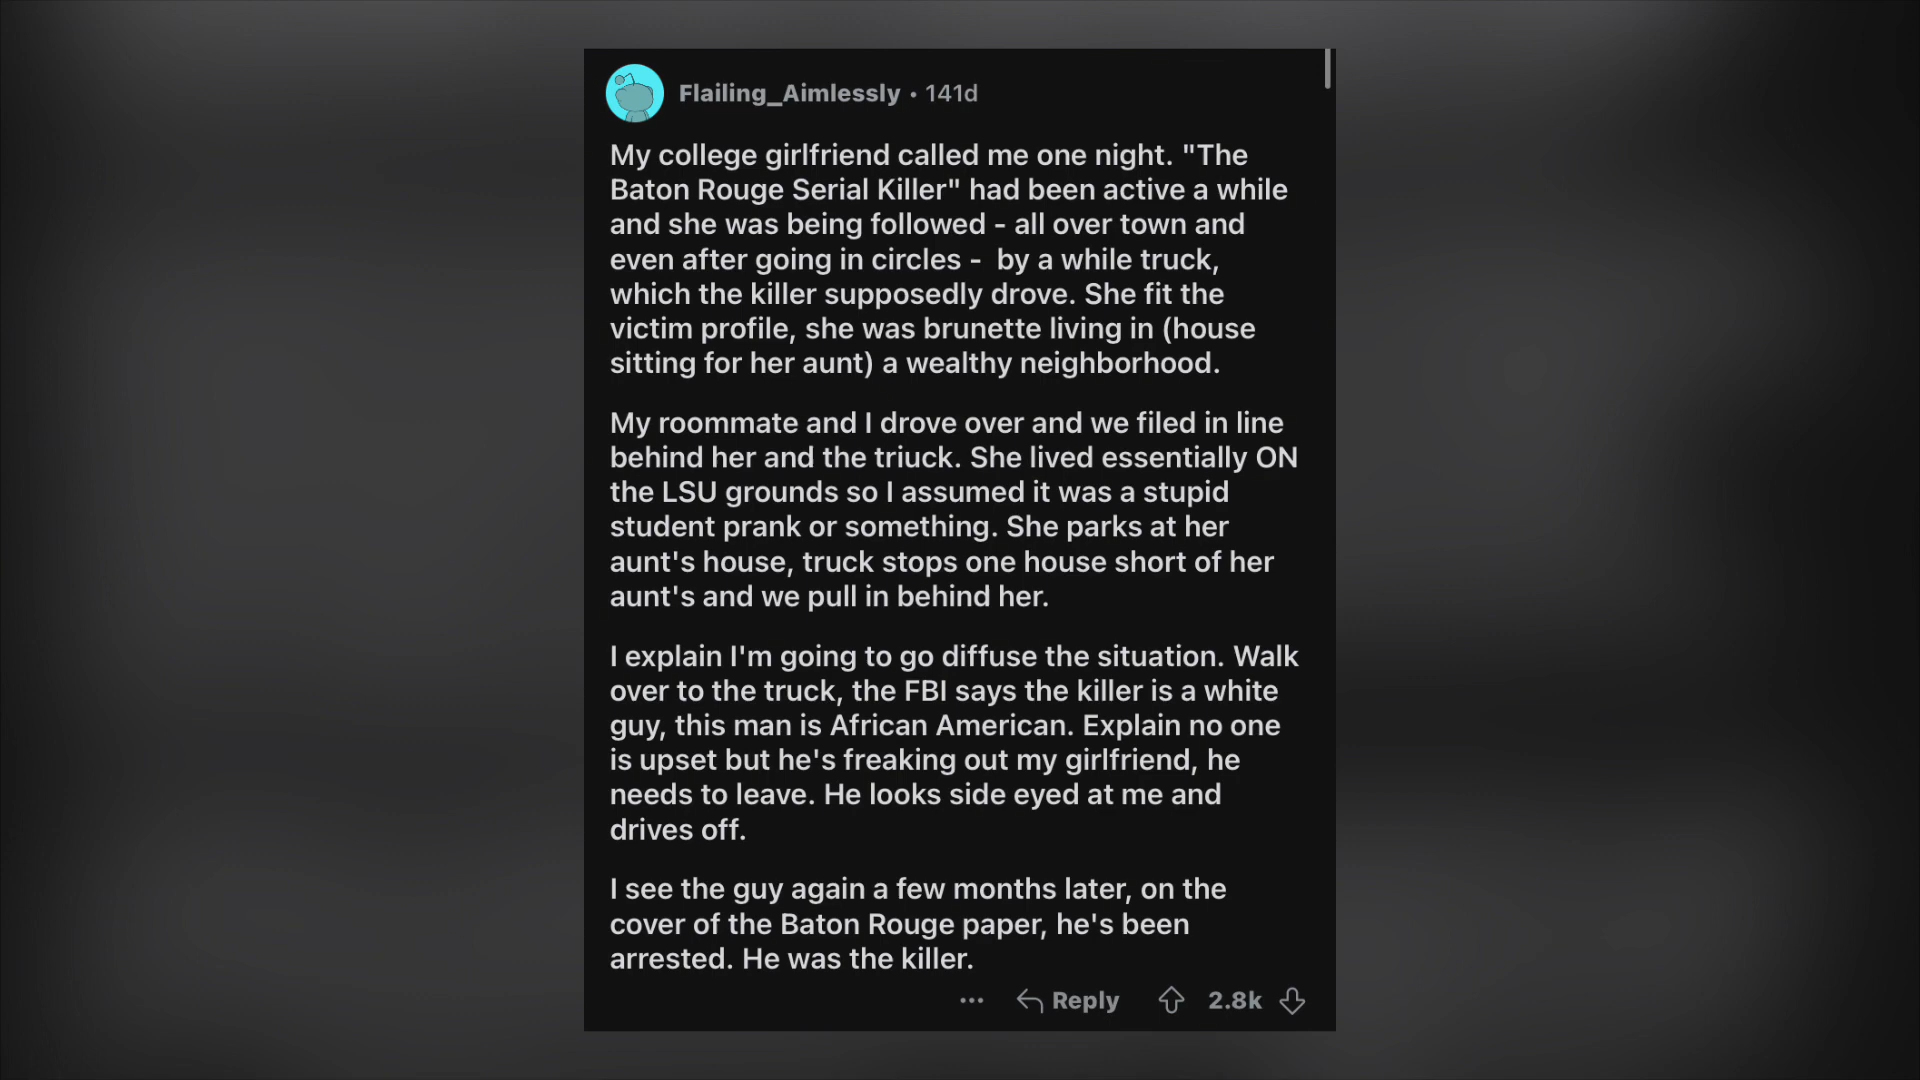 Flailing_Aimlessly • 141d
My college girlfriend called me one night. "The
Baton Rouge Serial Killer" had been active a while
and she was being followed - all over town and
even after going in circles -  by a while truck,
which the killer supposedly drove. She fit the
victim profile, she was brunette living in (house
sitting for her aunt) a wealthy neighborhood.
My roommate and I drove over and we filed in line
behind her and the triuck. She lived essentially ON
the LSU grounds so I assumed it was a stupid
student prank or something. She parks at her
aunt's house, truck stops one house short of her
aunt's and we pull in behind her.
I explain I'm going to go diffuse the situation. Walk
over to the truck, the FBI says the killer is a white
guy, this man is African American. Explain no one
is upset but he's freaking out my girlfriend, he
needs to leave. He looks side eyed at me and
drives off.
I see the guy again a few months later, on the
cover of the Baton Rouge paper, he's been
arrested. He was the killer.
... Reply 2.8k